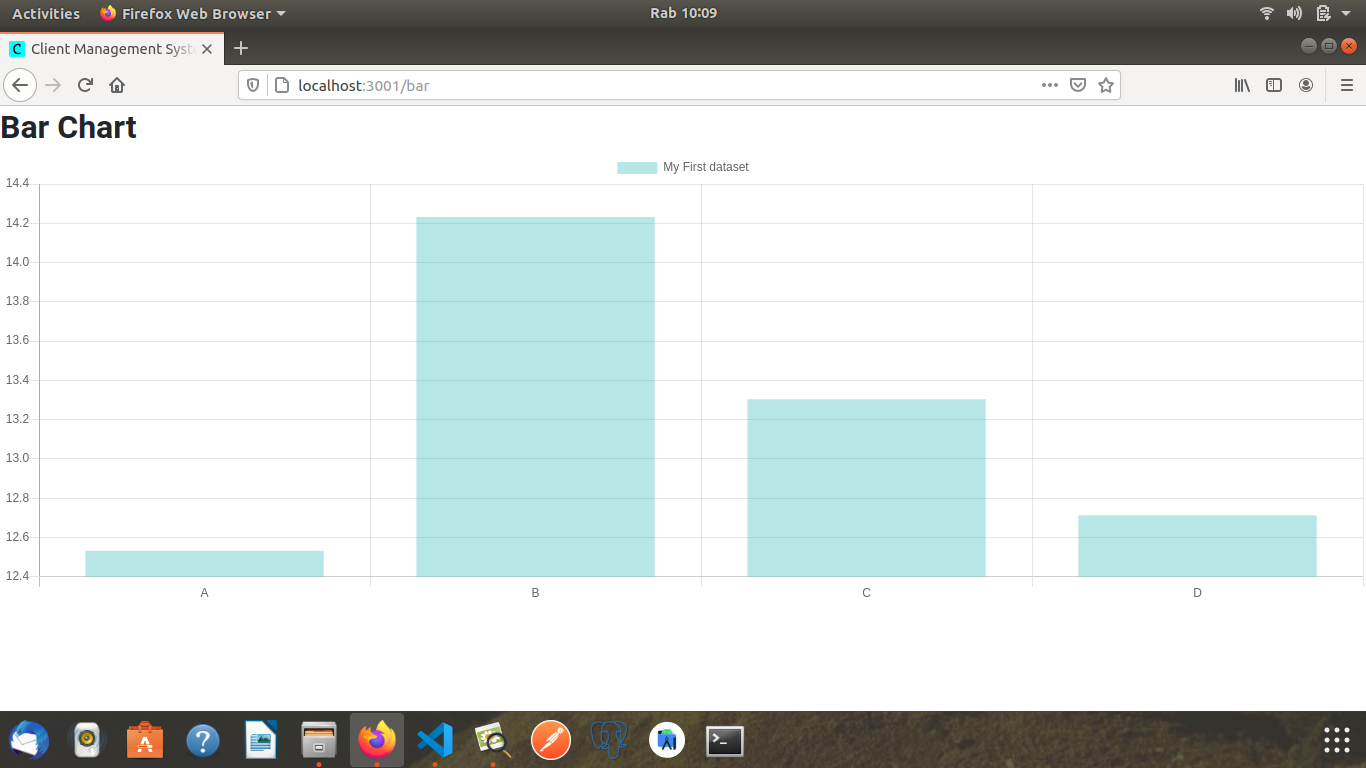 Activities Firefox Web Browser Rab 10:09
C Client Management Syst
localhost:3001/bar
Bar Chart
My First dataset
14.4
14.2
14.0
13.8
13.6
13.4
13.2
13.0
12.8
12.6
12.4
A B C D